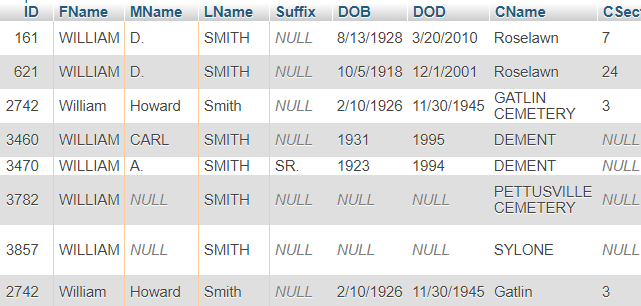 ID FName MName LName Suffix DOB DOD CName CSect
161 WILLIAM D. SMITH NULL 8/13/1928 3/20/2010 Roselawn 7
621 WILLIAM D. SMITH NULL 10/5/1918 12/1/2001 Roselawn 24
2742 William Howard Smith NULL 2/10/1926 11/30/1945 GATLIN CEMETERY 3
3460 WILLIAM CARL SMITH NULL 1931 1995 DEMENT NULL
3470 WILLIAM A. SMITH SR. 1923 1994 DEMENT NULL
3782 WILLIAM NULL SMITH NULL NULL NULL PETTUSVILLE CEMETERY NULL
3857 WILLIAM NULL SMITH NULL NULL NULL SYLONE NULL
2742 William Howard Smith NULL 2/10/1926 11/30/1945 Gatlin 3